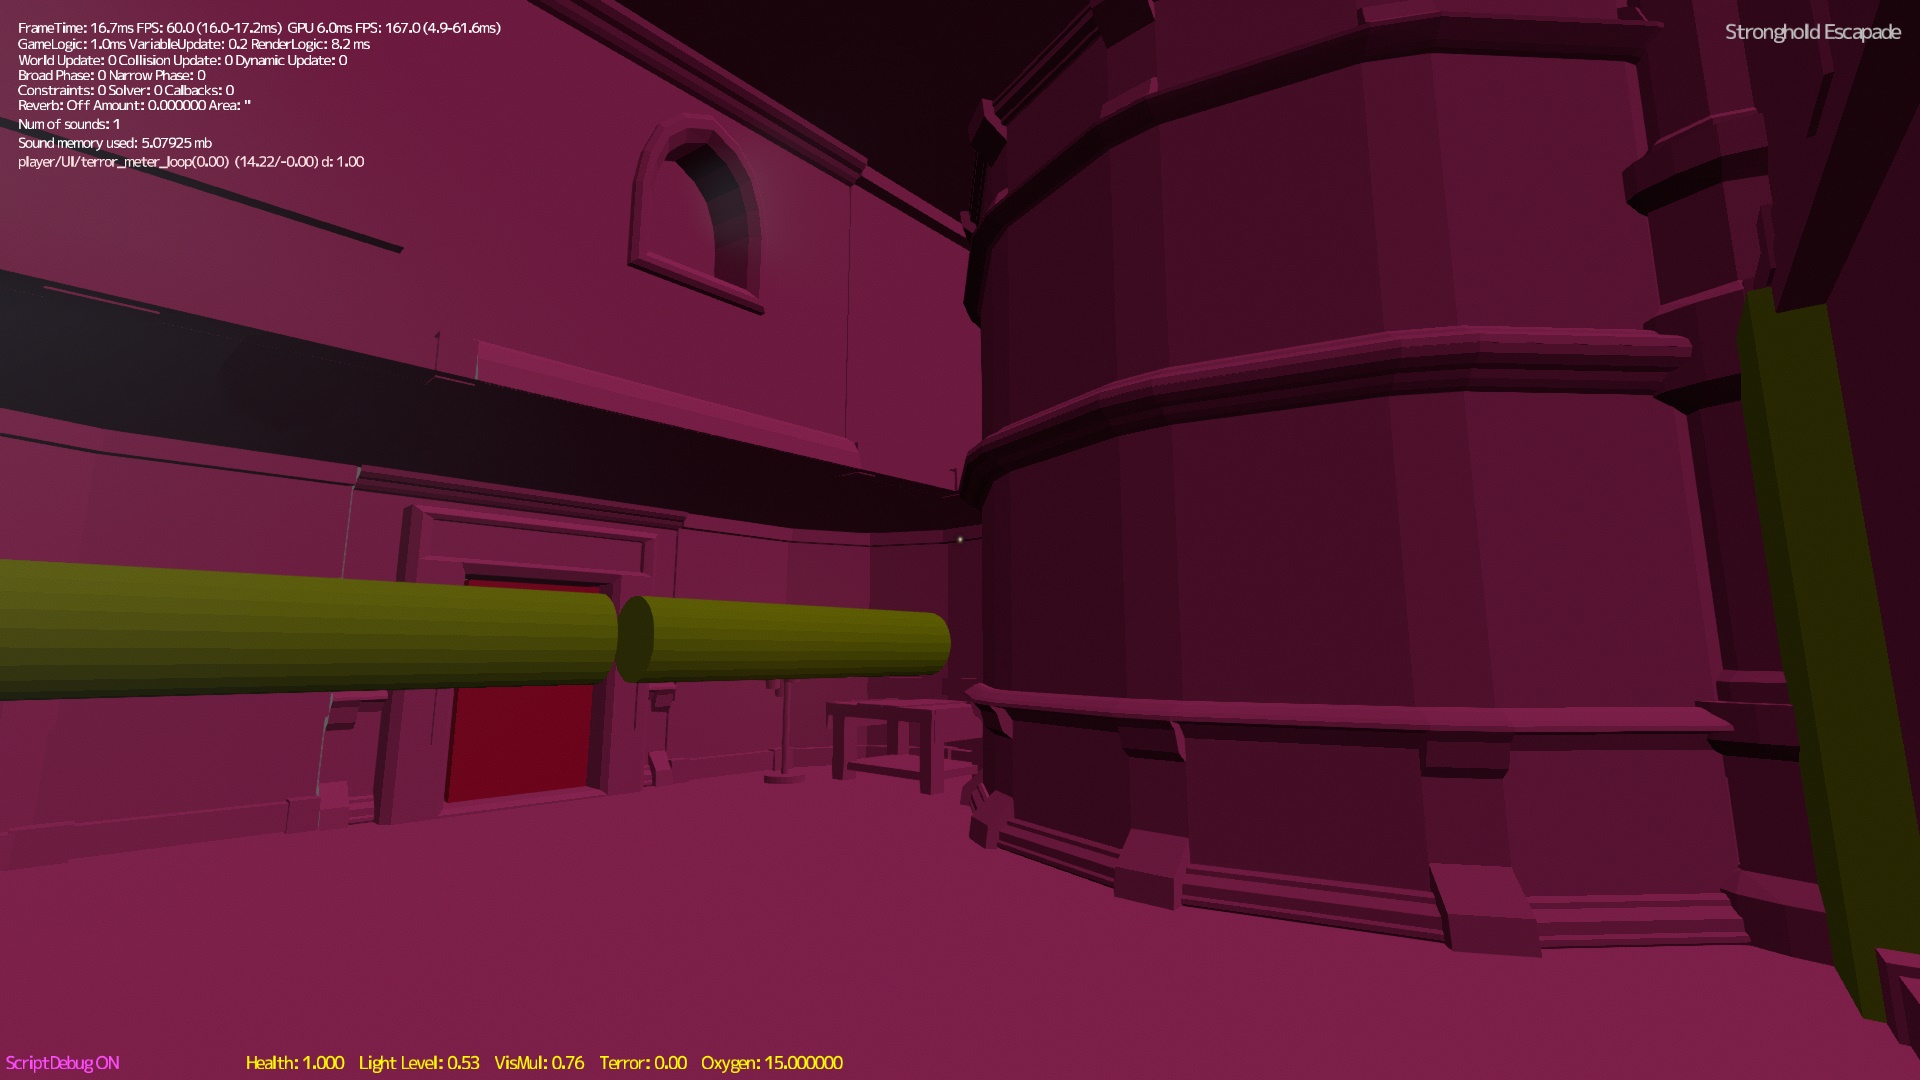 FrameTime: 16.7ms FPS: 60.0 (16.0-17.2ms) GPU 6.0ms FPS: 167.0 (4.9-61.6ms)
GameLogic: 1.0ms VariableUpdate: 0.2 RenderLogic: 8.2 ms
World Update: 0 Collision Update: 0 Dynamic Update: 0
Broad Phase: 0 Narrow Phase: 0
Constraints: 0 Solver: 0 Callbacks: 0
Reverb: Off Amount: 0.000000 Area: ''
Num of sounds: 1
Sound memory used: 5.07925 mb
player/UI/terror_meter_loop(0.00) (14.22/-0.00) d: 1.00
Stronghold Escapade
ScriptDebug ON
Health: 1.000 Light Level: 0.53 VisMul: 0.76 Terror: 0.00 Oxygen: 15.000000